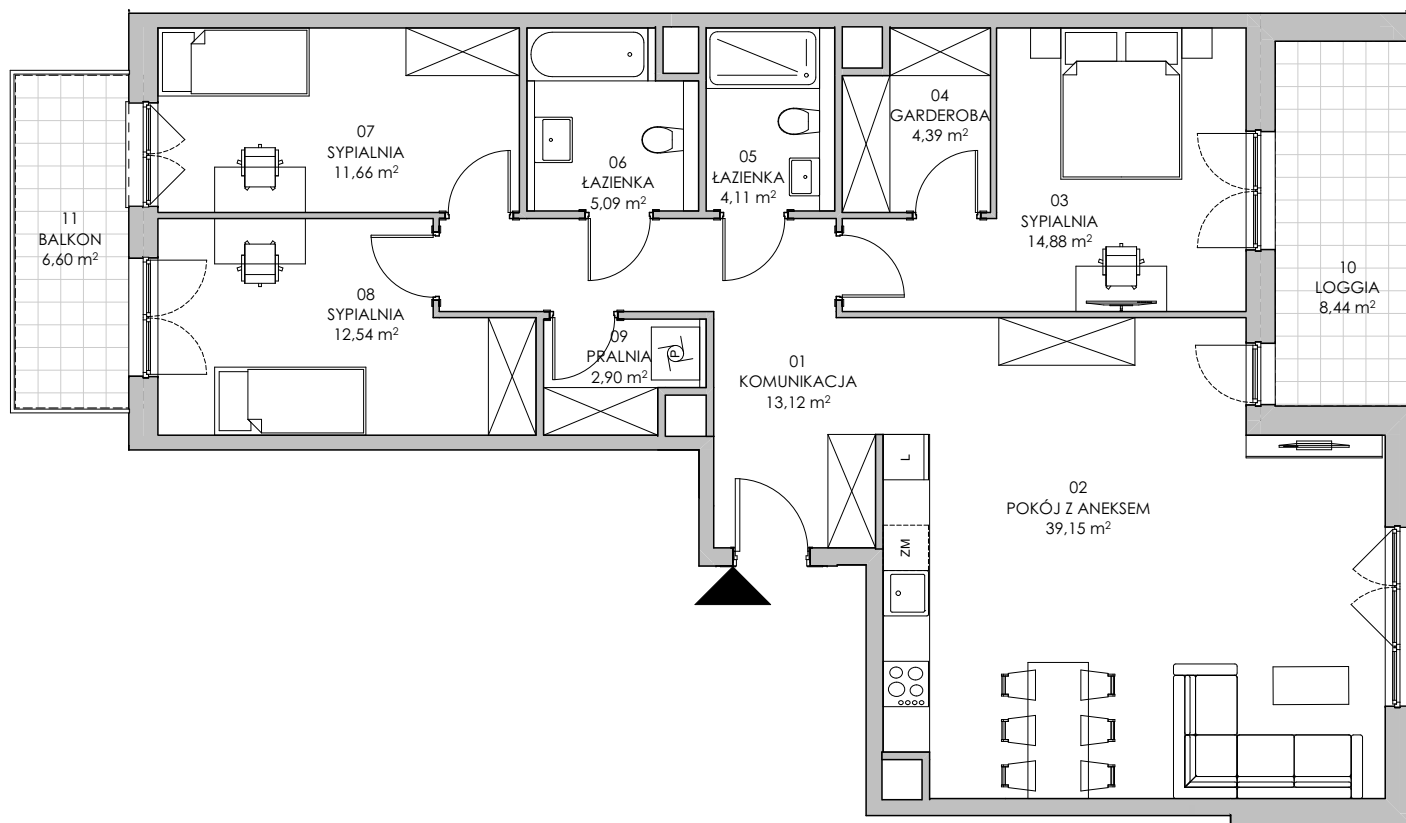 07
SYPIALNIA
11,66 m²
06
ŁAZIENKA
5,09 m²
05
ŁAZIENKA
4,11 m²
04
GARDEROBA
4,39 m²
03
SYPIALNIA
14,88 m²
11
BALKON
6,60 m²
10
LOGGIA
8,44 m²
08
SYPIALNIA
12,54 m²
09
PRALNIA
2,90 m²
P
01
KOMUNIKACJA
13,12 m²
L
ZM
02
POKÓJ Z ANEKSEM
39,15 m²